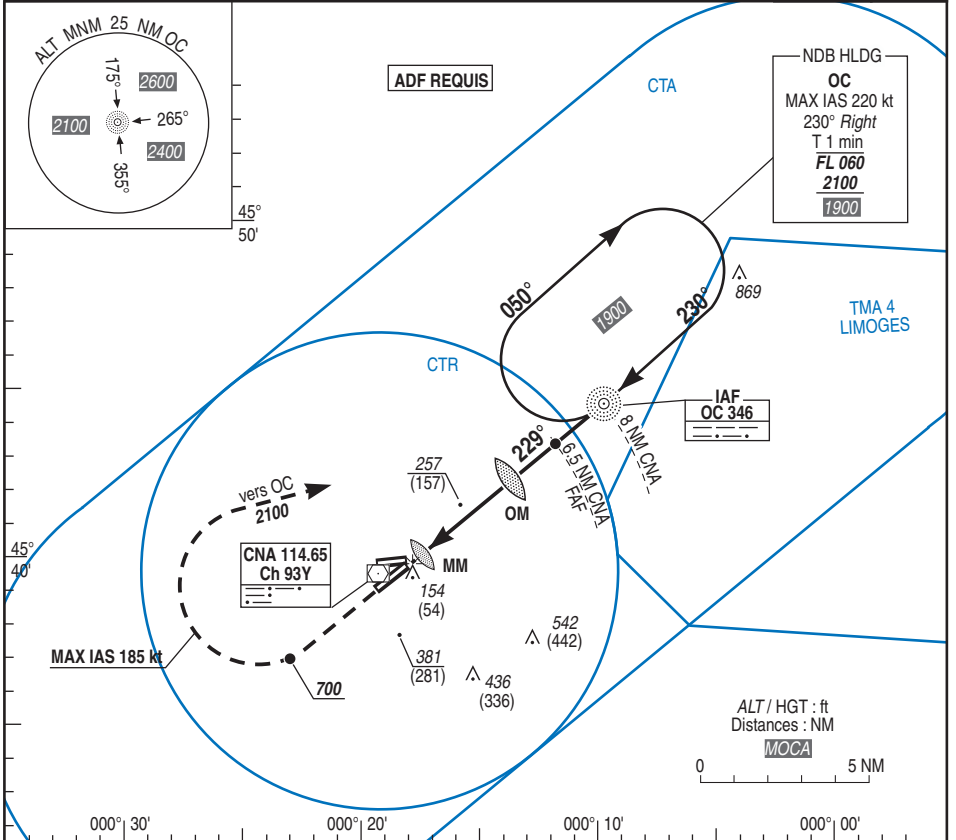 ALT MNM 25 NM OC
175°
2600
2100
265°
2400
355°
ADF REQUIS
CTA
NDB HLDG
OC
MAX IAS 220 kt
230° Right
T 1 min
FL 060
2100
1900
45°
50'
050°
1900
230°
869
TMA 4
LIMOGES
CTR
IAF
OC 346
8 NM CNA
229°
6.5 NM CNA
FAF
257
(157)
OM
vers OC
2100
45°
40'
CNA 114.65
Ch 93Y
MM
154
(54)
542
(442)
MAX IAS 185 kt
381
(281)
436
(336)
700
ALT / HGT : ft
Distances : NM
MOCA
0 5 NM
000° 30' 000° 20' 000° 10' 000° 00'